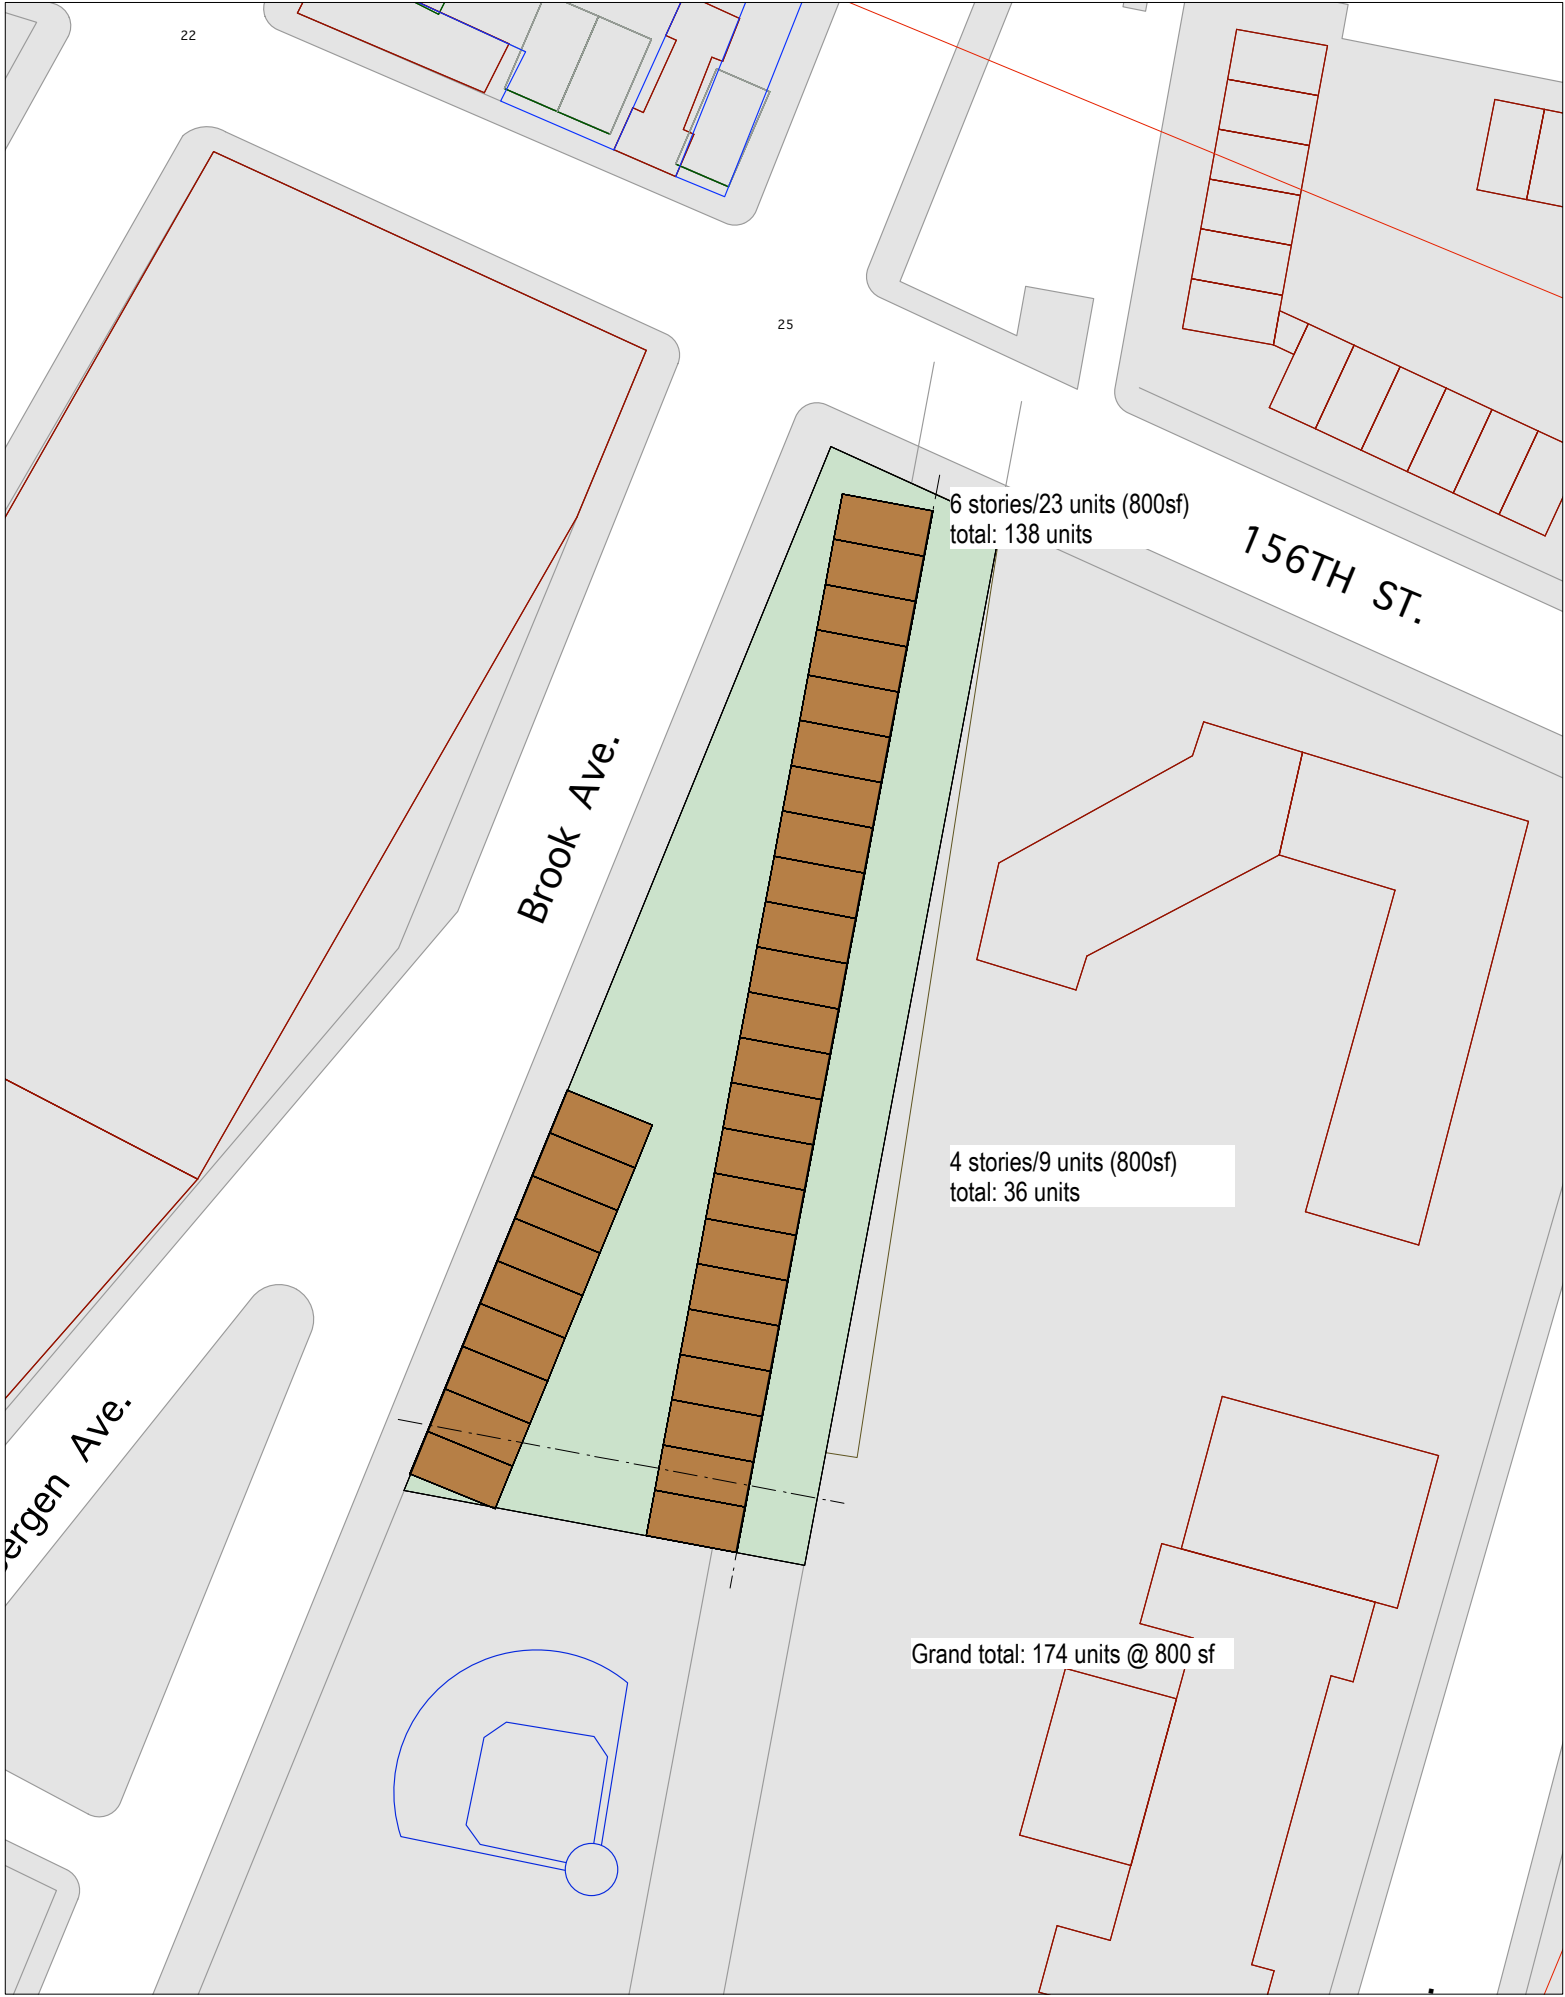 22
25
6 stories/23 units (800sf)
total: 138 units
156TH ST.
Brook Ave.
4 stories/9 units (800sf)
total: 36 units
ergen Ave.
Grand total: 174 units @ 800 sf